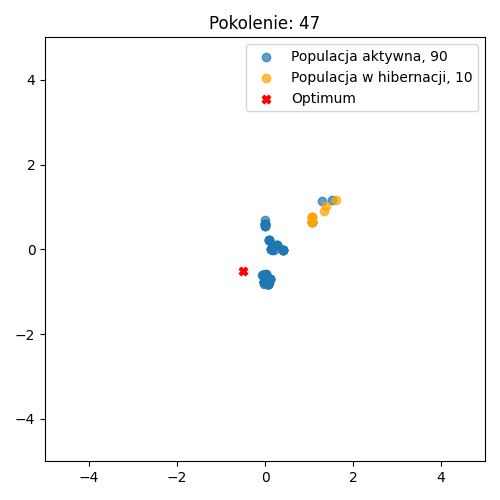 Pokolenie: 47
Populacja aktywna, 90
Populacja w hibernacji, 10
Optimum
4
2
0
−2
−4
−4 −2 0 2 4